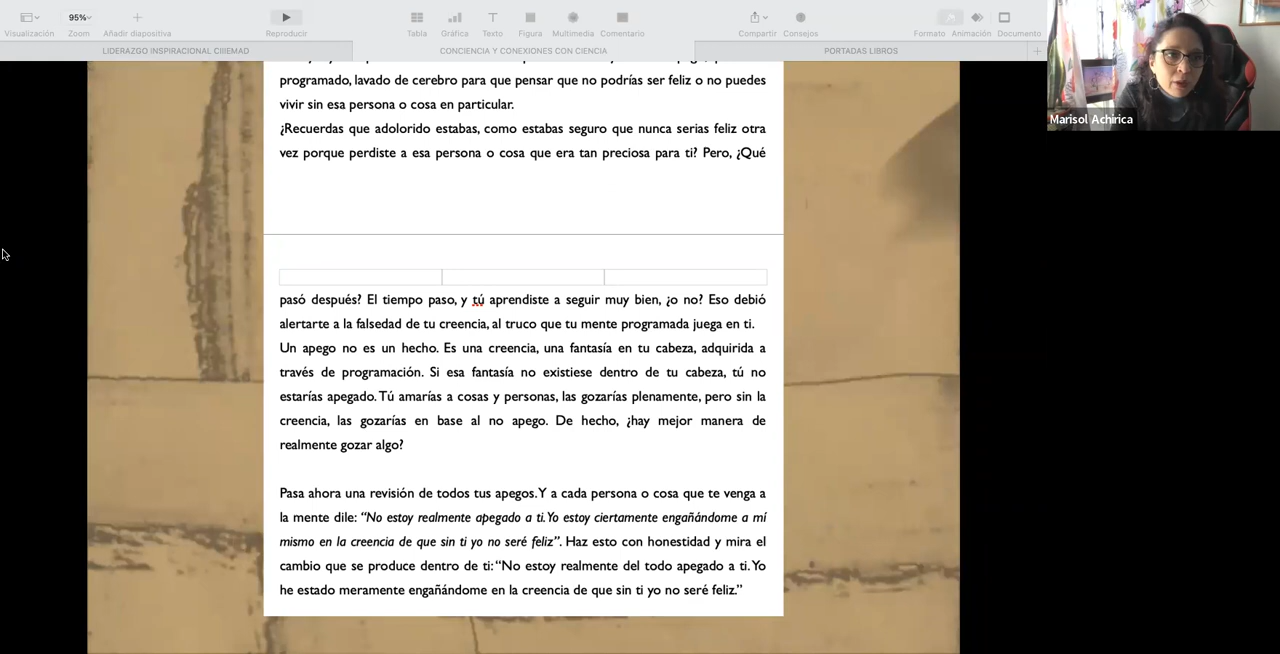 Visualización
95%
Zoom
Añadir diapositiva
Reproducir
Tabla
Gráfica
Texto
Figura
Multimedia
Comentario
Compartir
Consejos
Formato
Animación
Documento
LIDERAZGO INSPIRACIONAL CIIIEMAD
CONCIENCIA Y CONEXIONES CON CIENCIA
PORTADAS LIBROS
Marisol Achirica
programado, lavado de cerebro para que pensar que no podrías ser feliz o no puedes
vivir sin esa persona o cosa en particular.
¿Recuerdas que adolorido estabas, como estabas seguro que nunca serias feliz otra
vez porque perdiste a esa persona o cosa que era tan preciosa para ti? Pero, ¿Qué
pasó después? El tiempo paso, y tú aprendiste a seguir muy bien, ¿o no? Eso debió
alertarte a la falsedad de tu creencia, al truco que tu mente programada juega en ti.
Un apego no es un hecho. Es una creencia, una fantasía en tu cabeza, adquirida a
través de programación. Si esa fantasía no existiese dentro de tu cabeza, tú no
estarías apegado. Tú amarías a cosas y personas, las gozarías plenamente, pero sin la
creencia, las gozarías en base al no apego. De hecho, ¿hay mejor manera de
realmente gozar algo?
Pasa ahora una revisión de todos tus apegos. Y a cada persona o cosa que te venga a
la mente dile: “No estoy realmente apegado a ti. Yo estoy ciertamente engañándome a mí
mismo en la creencia de que sin ti yo no seré feliz”. Haz esto con honestidad y mira el
cambio que se produce dentro de ti: “No estoy realmente del todo apegado a ti. Yo
he estado meramente engañándome en la creencia de que sin ti yo no seré feliz.”